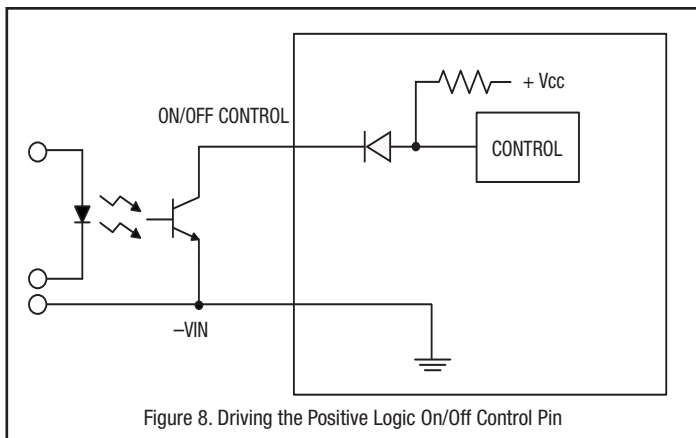 + Vcc
ON/OFF CONTROL
CONTROL
–VIN
Figure 8. Driving the Positive Logic On/Off Control Pin